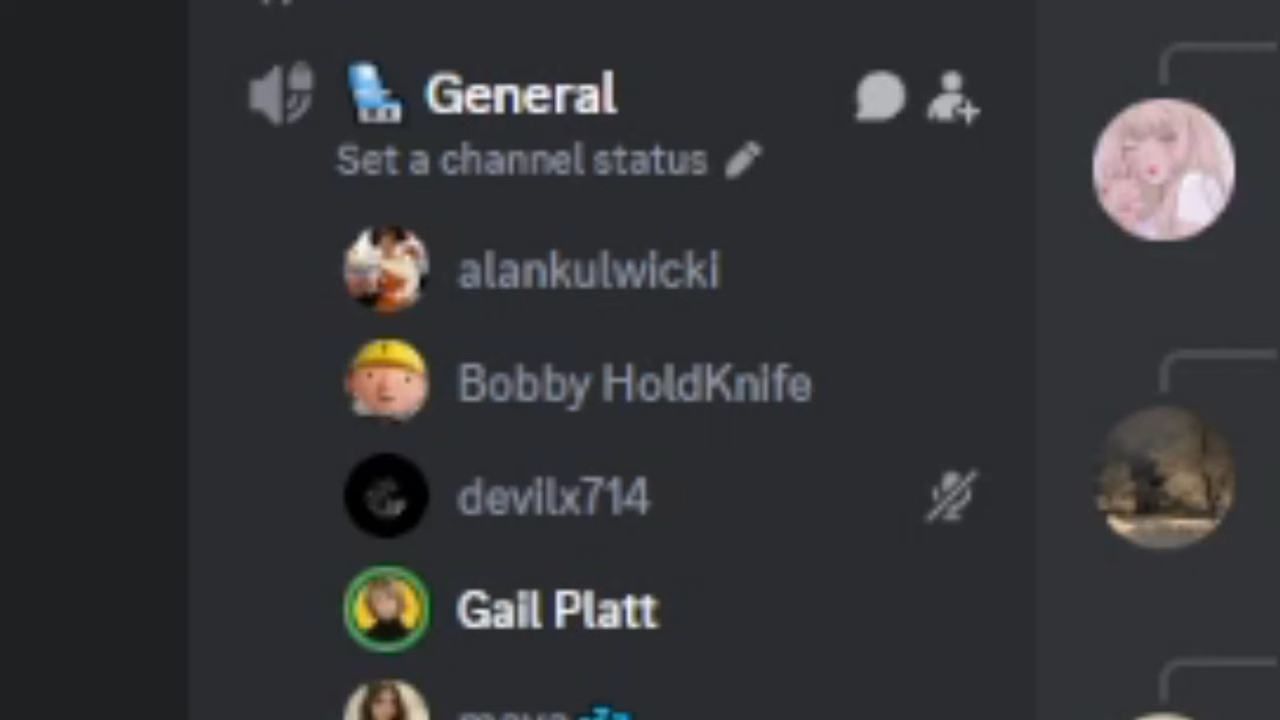 General
Set a channel status
alankulwicki
Bobby HoldKnife
devilx714
Gail Platt